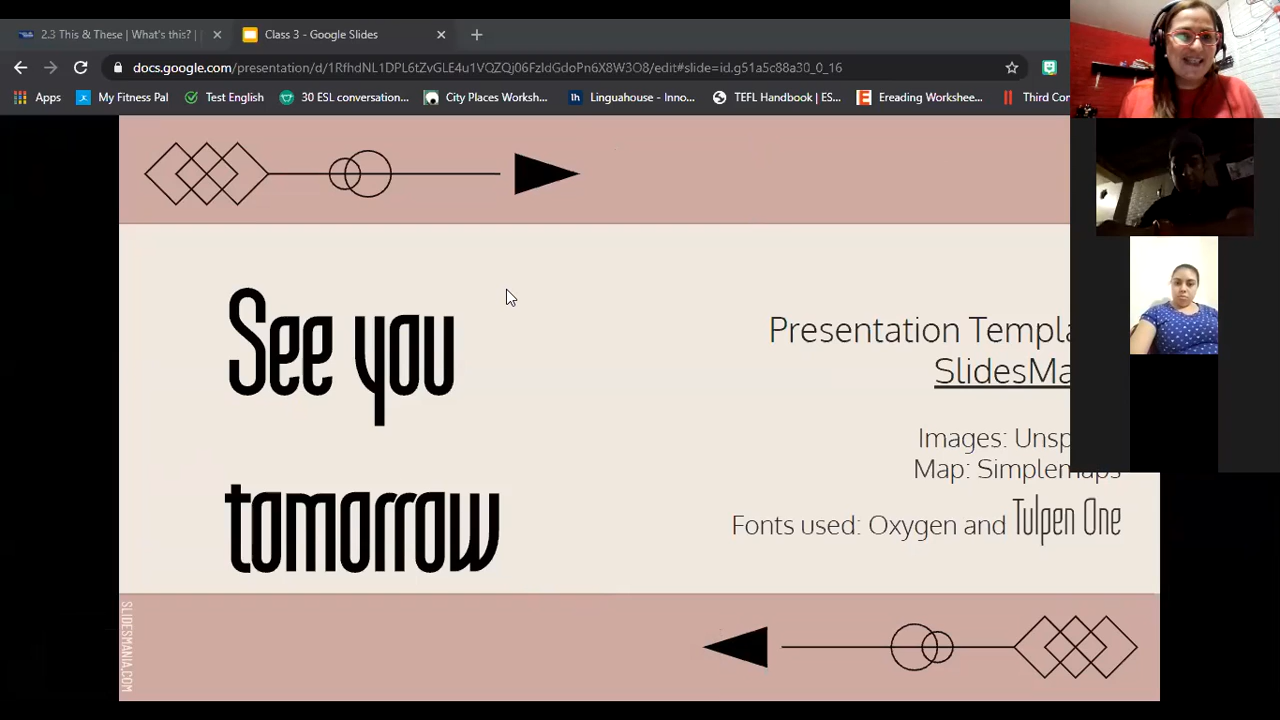 2.3 This & These | What's this? |
Class 3 - Google Slides
docs.google.com/presentation/d/1RfhdNL1DPL6tZvGLE4u1VQZQj06FzIdGdoPn6X8W3O8/edit#slide=id.g51a5c88a30_0_16
Apps My Fitness Pal Test English 30 ESL conversation... City Places Worksh... Linguahouse - Inno... TEFL Handbook | ES... Ereading Workshee... Third Con
See you
tomorrow
Presentation Templa
SlidesMa
Images: Unsp
Map: Simplemaps
Fonts used: Oxygen and Tulpen One
SLIDESMANIA.COM